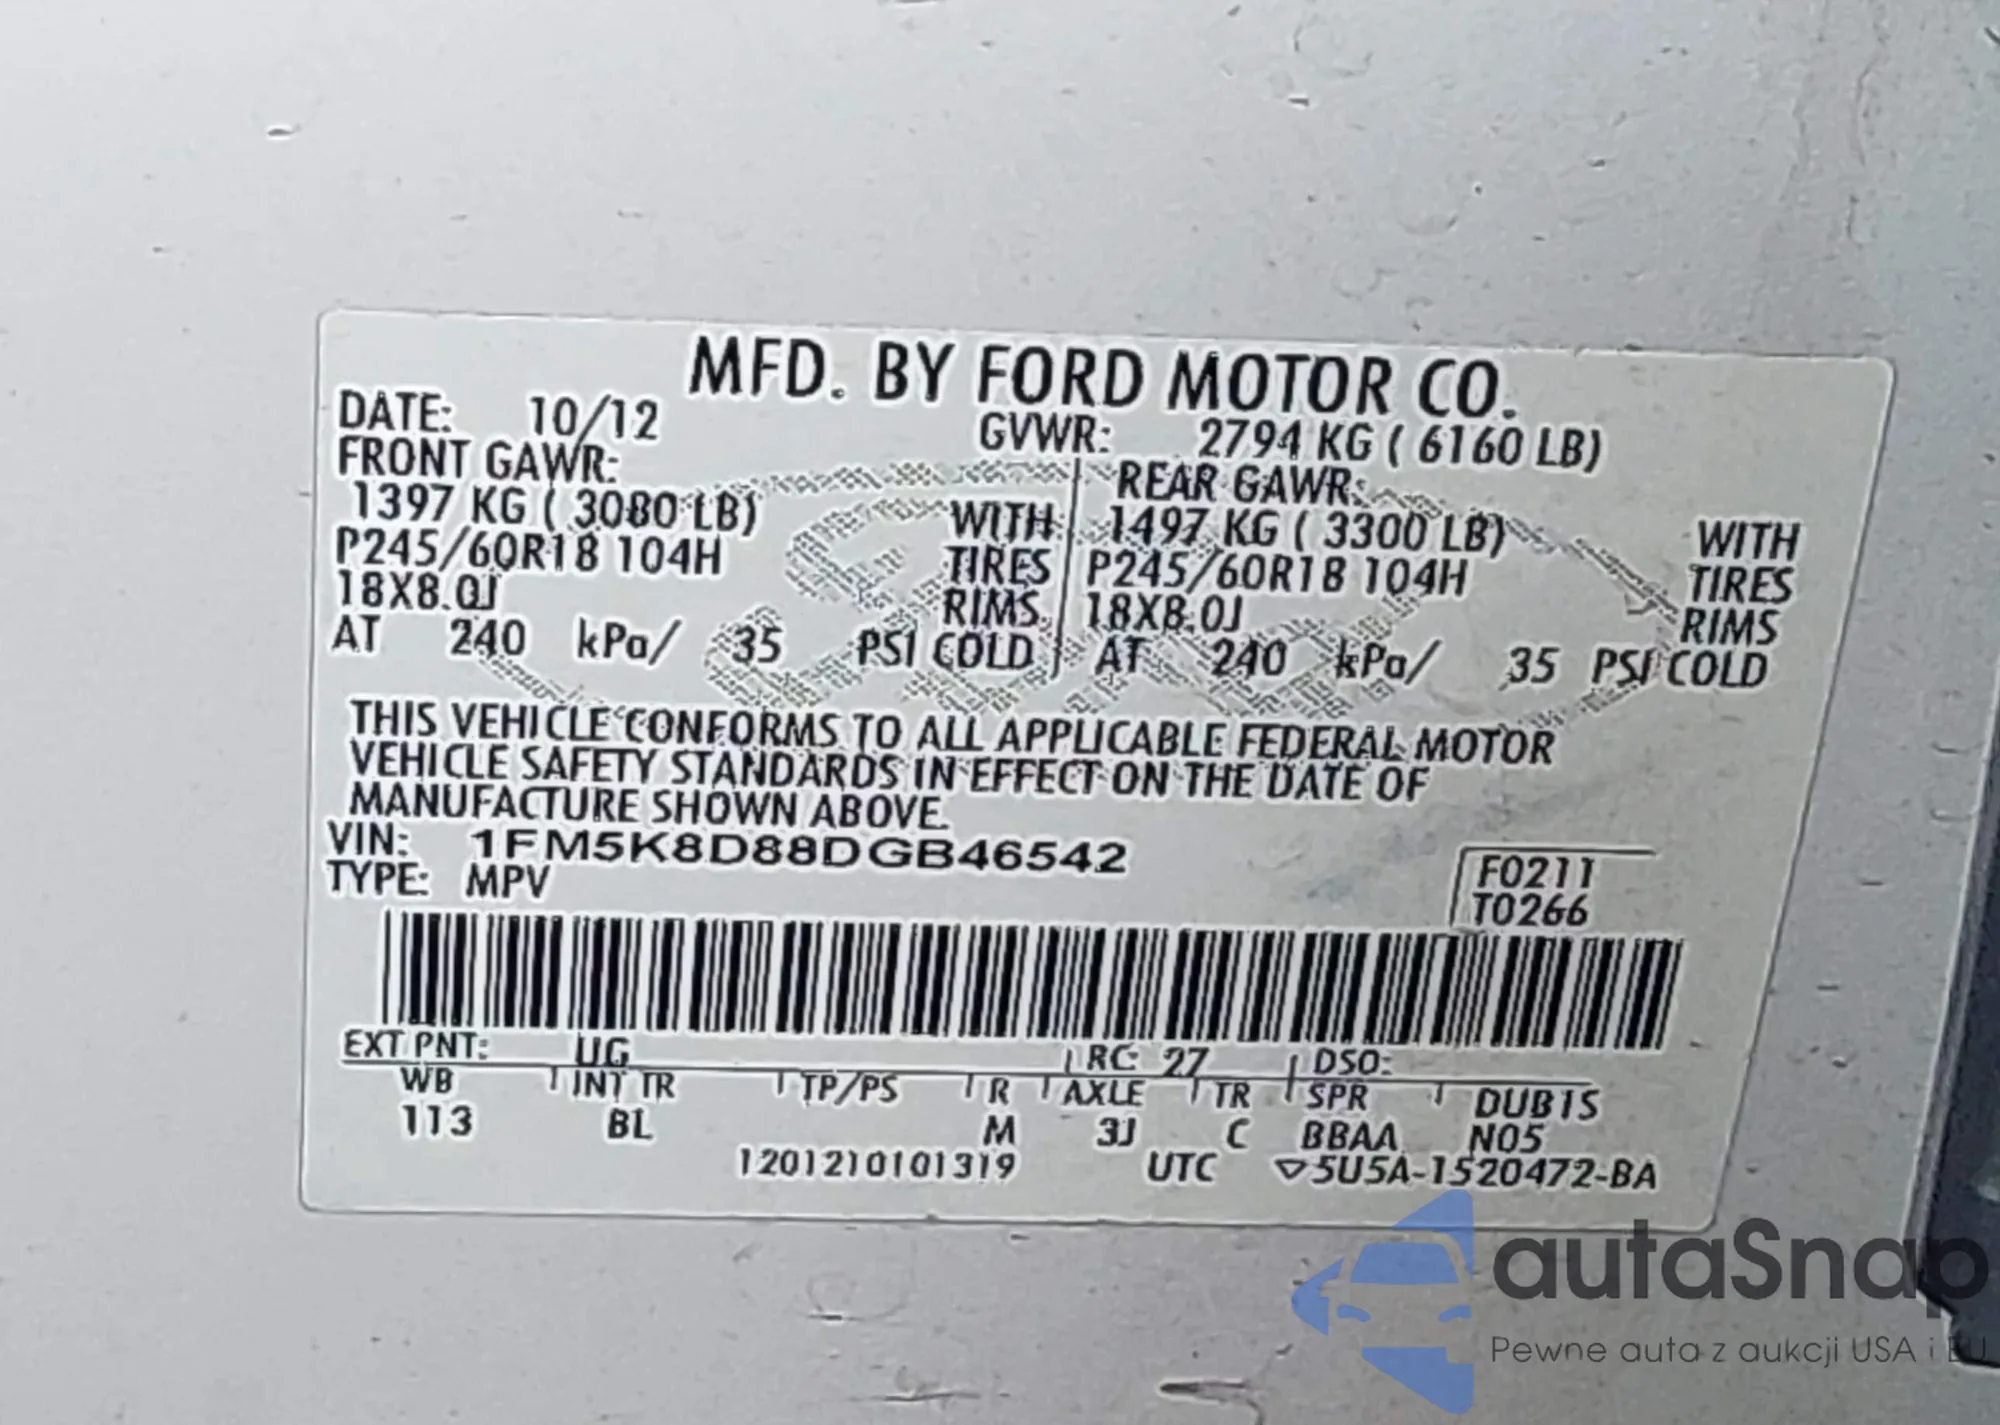 MFD. BY FORD MOTOR CO.
DATE: 10/12 GVWR: 2794 KG ( 6160 LB)
FRONT GAWR: REAR GAWR:
1397 KG ( 3080 LB) WITH 1497 KG ( 3300 LB) WITH
P245/60R18 104H TIRES P245/60R18 104H TIRES
18X8.0J RIMS 18X8.0J RIMS
AT 240 kPa/ 35 PSI COLD AT 240 kPa/ 35 PSI COLD
THIS VEHICLE CONFORMS TO ALL APPLICABLE FEDERAL MOTOR
VEHICLE SAFETY STANDARDS IN EFFECT ON THE DATE OF
MANUFACTURE SHOWN ABOVE.
VIN: 1FM5K8D88DGB46542
TYPE: MPV
F0211
T0266
EXT PNT: UG RC: 27 DSO:
WB INT TR TP/PS R AXLE TR SPR DUB1S
113 BL M 3J C BBAA N05
1201210101319 UTC ▽5U5A-1520472-BA
autaSnap
Pewne auta z aukcji USA i EU